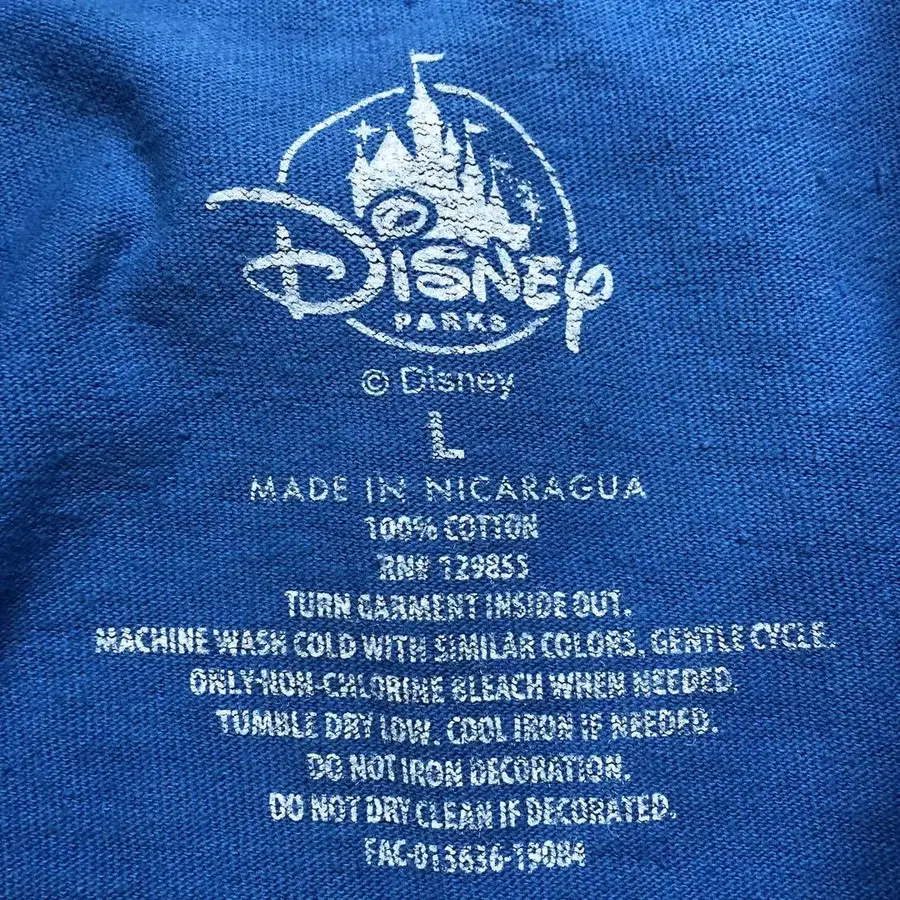 Disney
PARKS
© Disney
L
MADE IN NICARAGUA
100% COTTON
RN# 129855
TURN GARMENT INSIDE OUT.
MACHINE WASH COLD WITH SIMILAR COLORS, GENTLE CYCLE.
ONLY-NON-CHLORINE BLEACH WHEN NEEDED.
TUMBLE DRY LOW. COOL IRON IF NEEDED.
DO NOT IRON DECORATION.
DO NOT DRY CLEAN IF DECORATED.
FAC-013636-19084